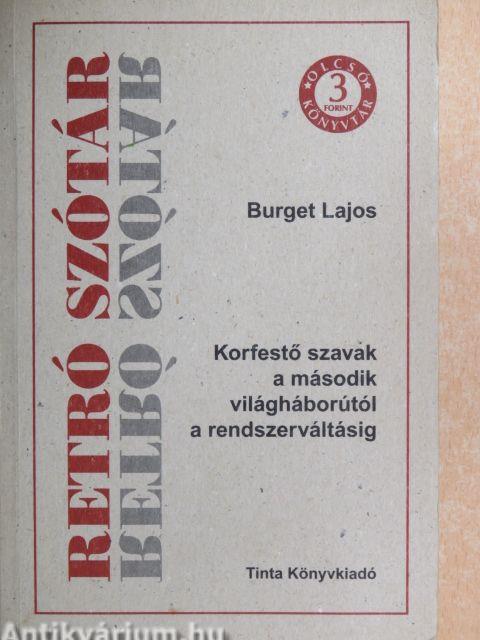 OLCSÓ
3
FORINT
KÖNYVTÁR
Burget Lajos
RETRÓ SZÓTÁR
RETRÓ SZÓTÁR
Korfestő szavak
a második
világháborútól
a rendszerváltásig
Tinta Könyvkiadó
Antikvárium.hu